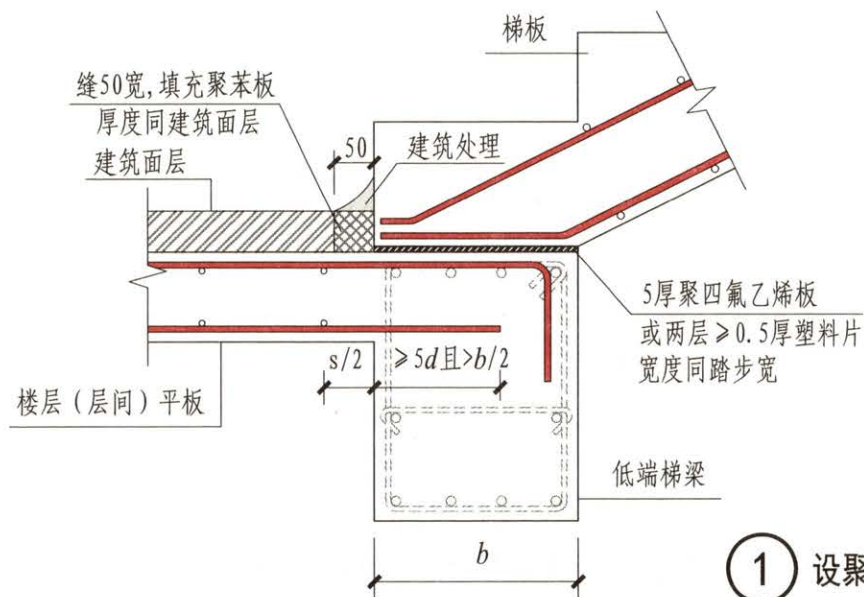 梯板
缝50宽,填充聚苯板
厚度同建筑面层
建筑面层
50
建筑处理
5厚聚四氟乙烯板
或两层≥0.5厚塑料片
宽度同踏步宽
s/2
≥5d且>b/2
楼层(层间)平板
低端梯梁
b
1 设聚